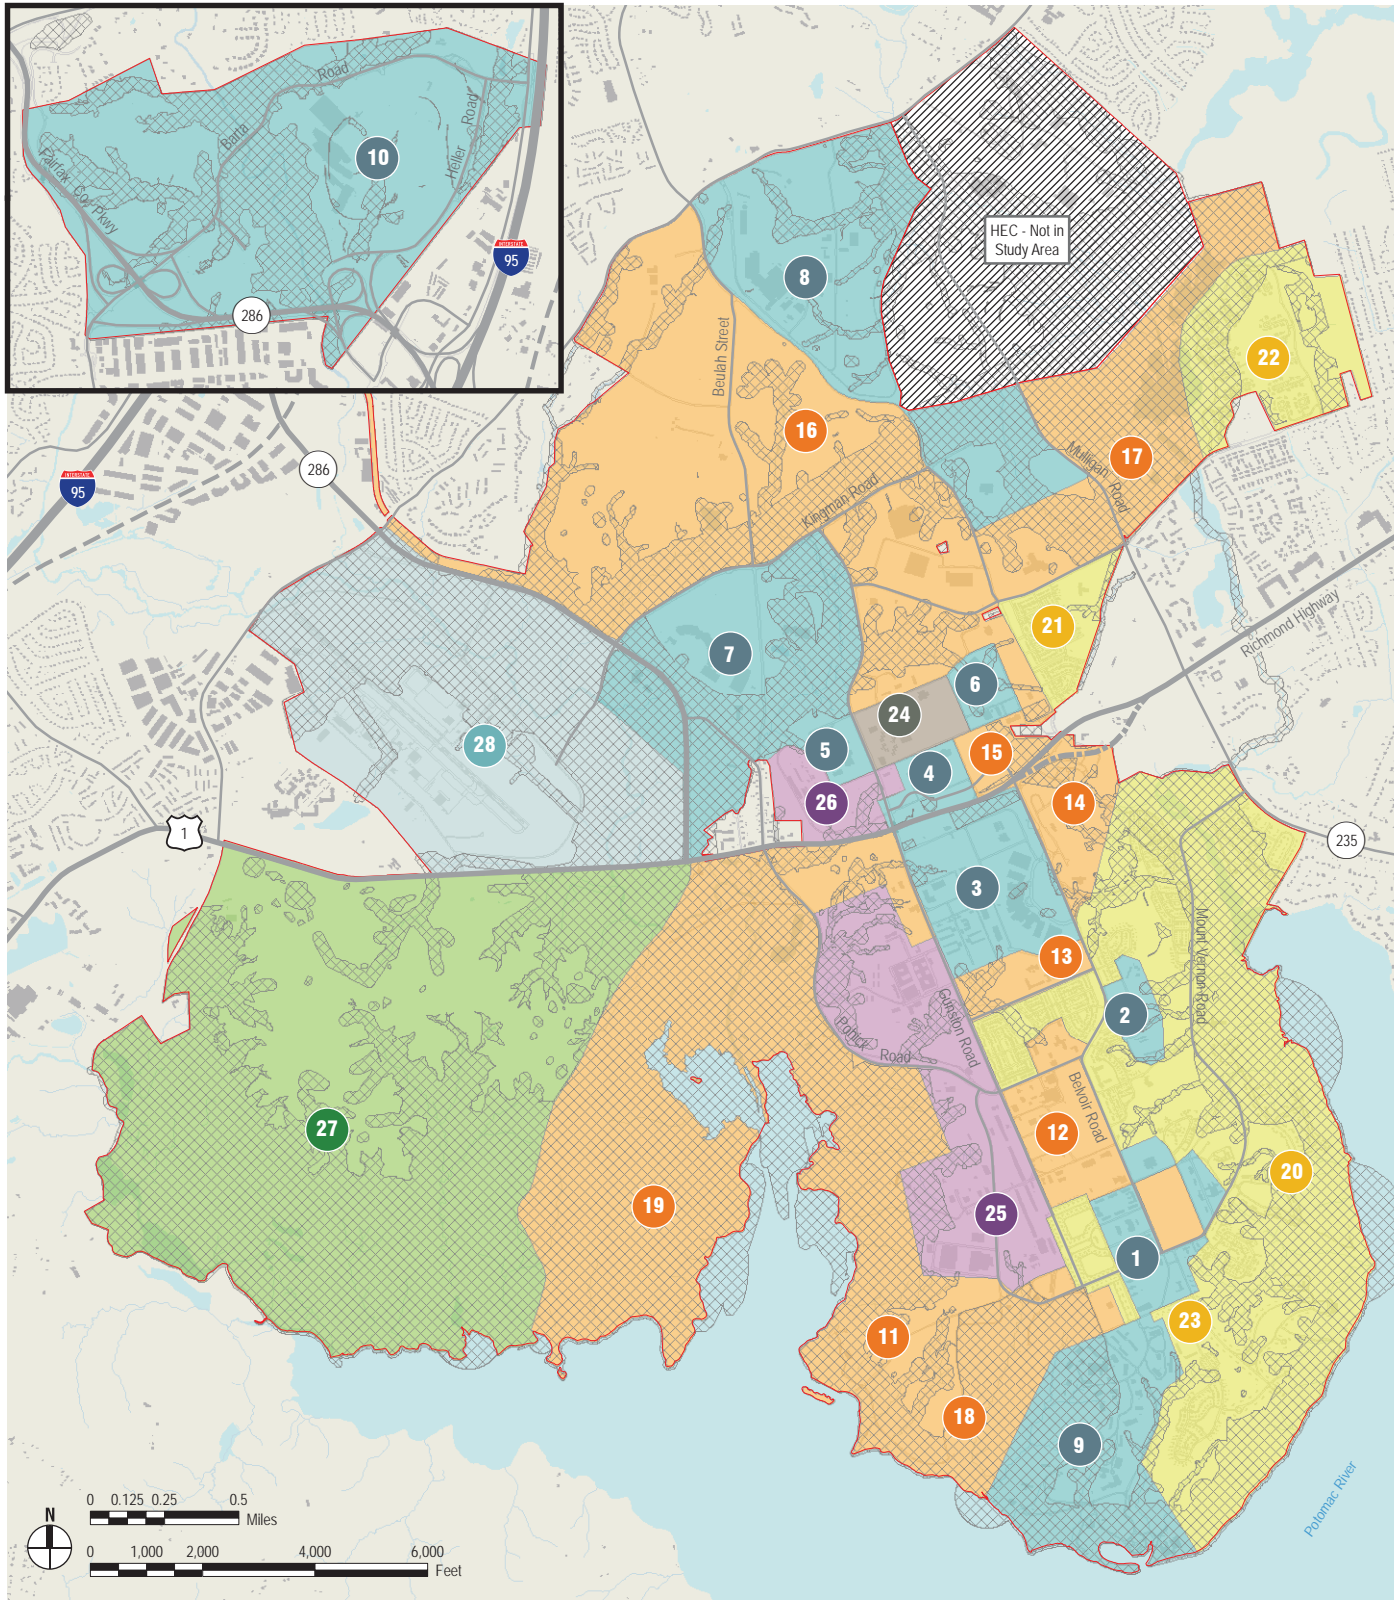 Road
Barta
Heller Road
10
Fairfax Co. Pkwy
INTERSTATE
95
286
HEC - Not in
Study Area
8
22
Beulah Street
16
17
Mulligan Road
286
INTERSTATE
95
Kingman Road
Richmond Highway
21
7
6
24
28
5
15
4
26
14
1
235
3
13
Mount Vernon Road
2
Gunston Road
Pohick Road
Belvoir Road
27
12
20
19
25
1
23
11
18
9
Potomac River
N
0 0.125 0.25 0.5
Miles
0 1,000 2,000 4,000 6,000
Feet